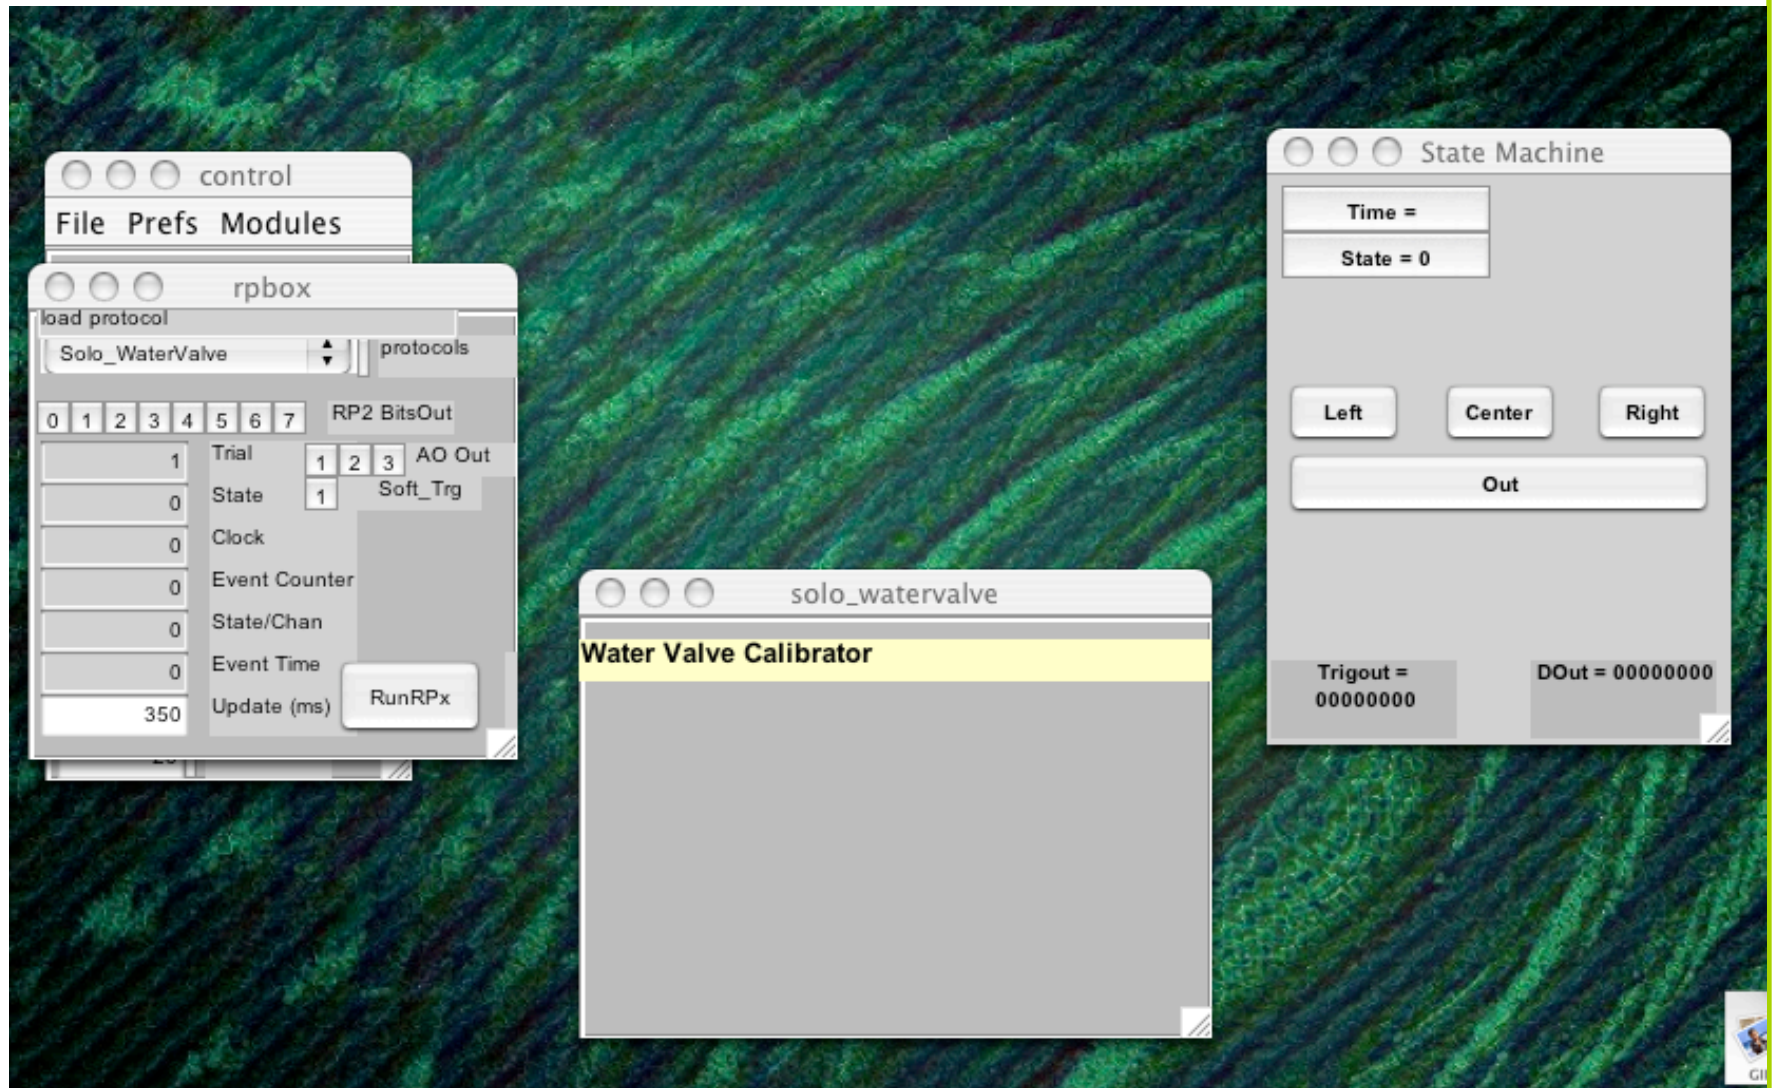 control
File Prefs Modules
rpbox
load protocol
Solo_WaterValve
protocols
0 1 2 3 4 5 6 7 RP2 BitsOut
1 Trial 1 2 3 AO Out
0 State 1 Soft_Trg
0 Clock
0 Event Counter
0 State/Chan
0 Event Time
350 Update (ms) RunRPx
solo_watervalve
Water Valve Calibrator
State Machine
Time =
State = 0
Left Center Right
Out
Trigout =
00000000
DOut = 00000000